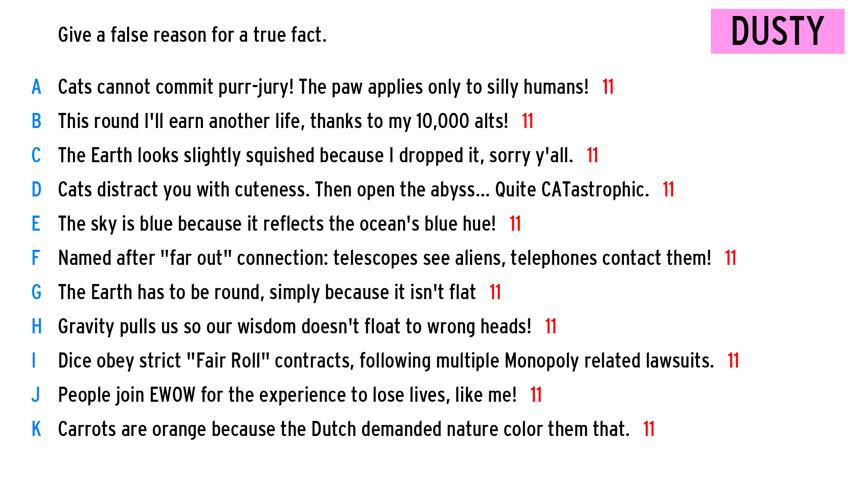 Give a false reason for a true fact.
DUSTY
A Cats cannot commit purr-jury! The paw applies only to silly humans! 11
B This round I'll earn another life, thanks to my 10,000 alts! 11
C The Earth looks slightly squished because I dropped it, sorry y'all. 11
D Cats distract you with cuteness. Then open the abyss... Quite CATastrophic. 11
E The sky is blue because it reflects the ocean's blue hue! 11
F Named after "far out" connection: telescopes see aliens, telephones contact them! 11
G The Earth has to be round, simply because it isn't flat 11
H Gravity pulls us so our wisdom doesn't float to wrong heads! 11
I Dice obey strict "Fair Roll" contracts, following multiple Monopoly related lawsuits. 11
J People join EWOW for the experience to lose lives, like me! 11
K Carrots are orange because the Dutch demanded nature color them that. 11